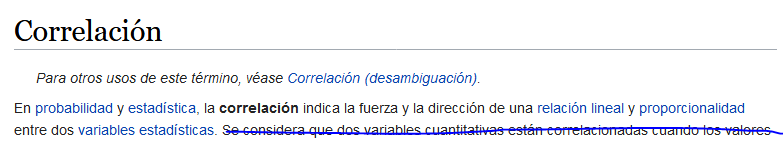 Correlación
Para otros usos de este término, véase Correlación (desambiguación).
En probabilidad y estadística, la correlación indica la fuerza y la dirección de una relación lineal y proporcionalidad
entre dos variables estadísticas. Se considera que dos variables cuantitativas están correlacionadas cuando los valores